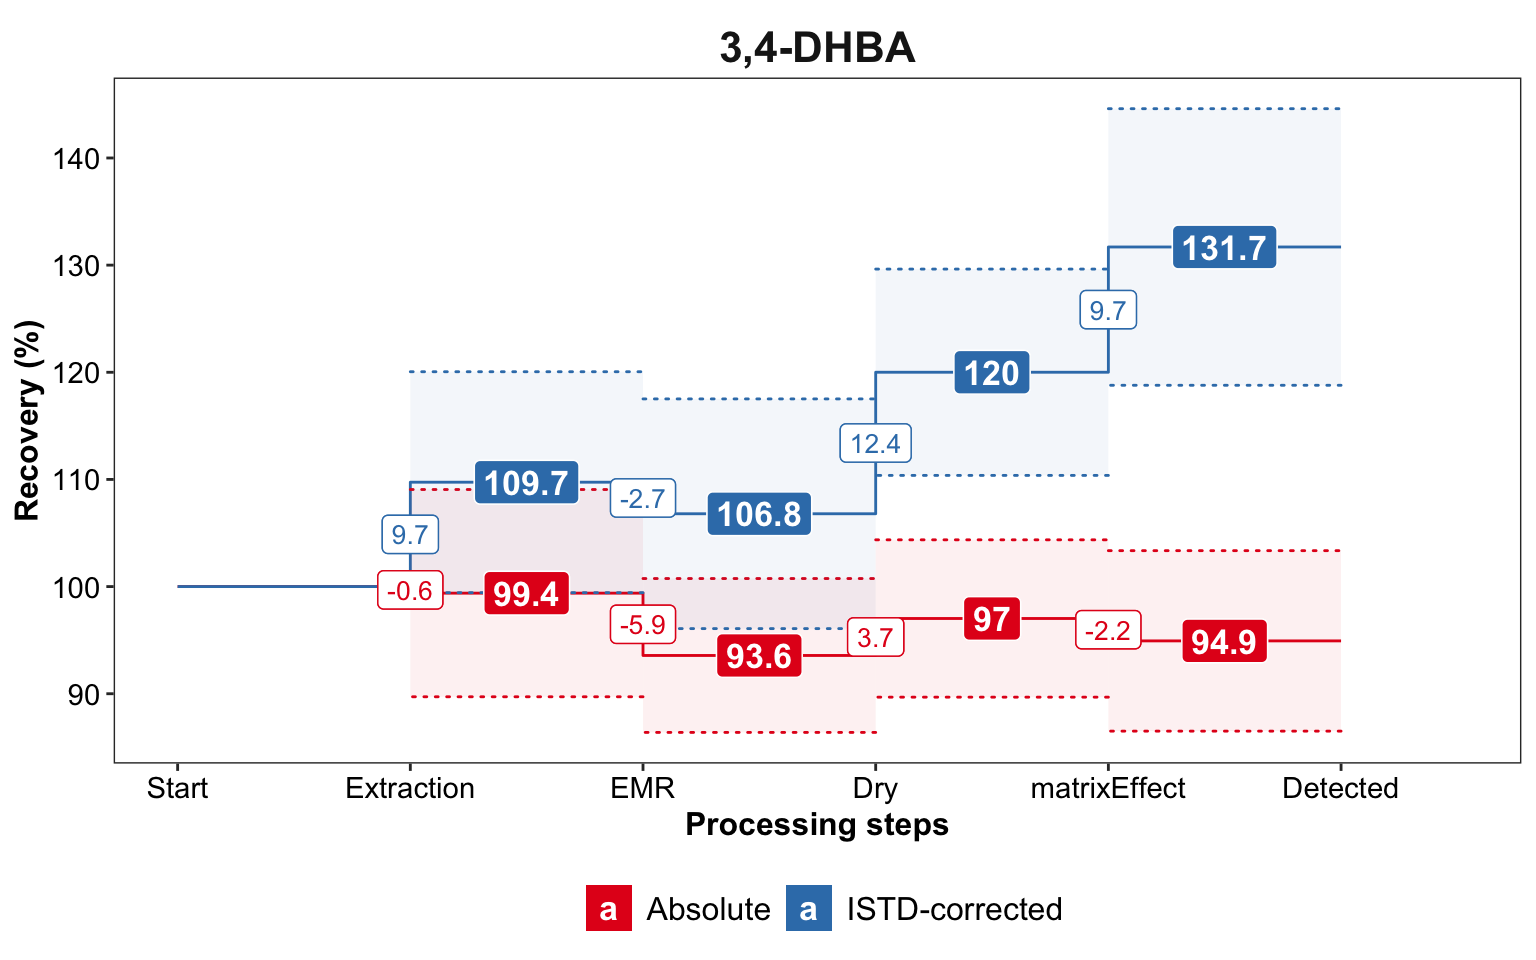 3,4-DHBA
Recovery (%)
140
130
120
110
100
90
131.7
9.7
120
12.4
109.7
-2.7
106.8
9.7
-0.6
99.4
-5.9
93.6
3.7
97
-2.2
94.9
Start
Extraction
EMR
Dry
matrixEffect
Detected
Processing steps
a Absolute a ISTD-corrected